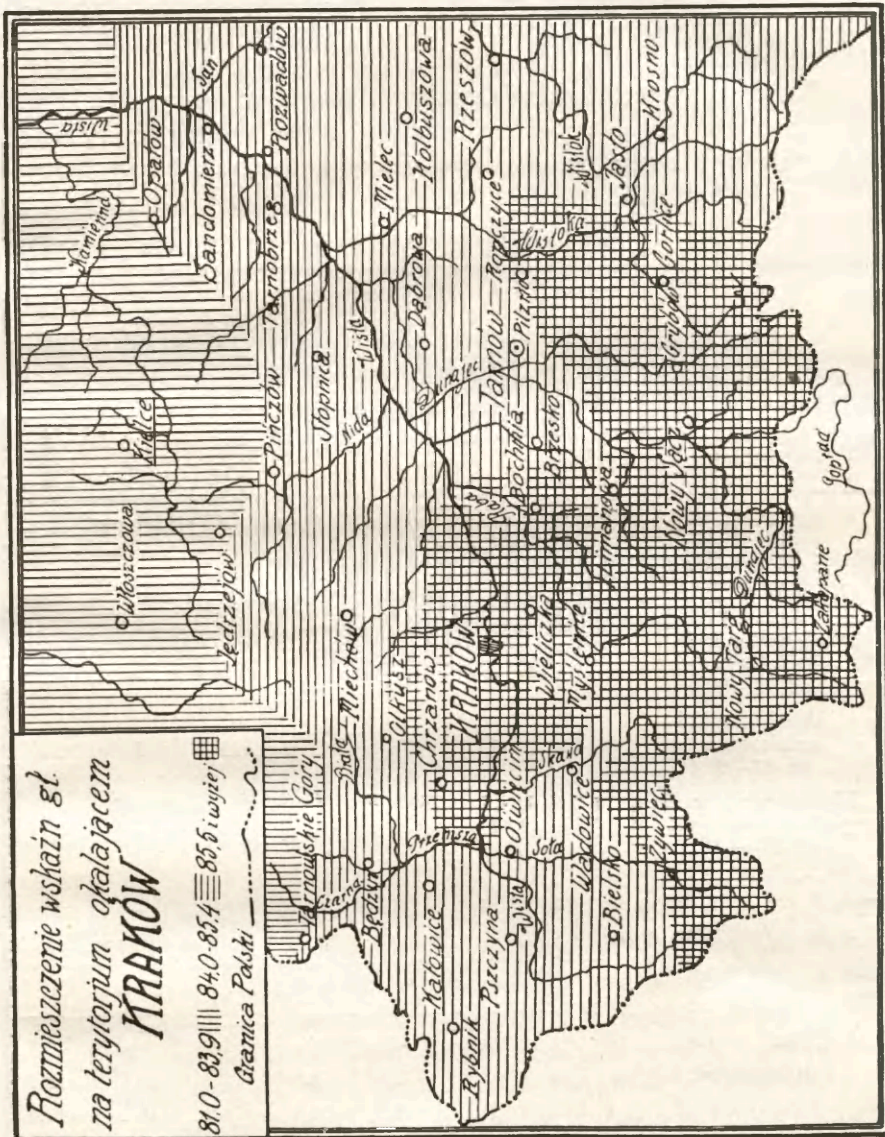 Rozmieszczenie wskaźn gł.
na terytorjum okalającem
KRAKÓW
81.0-83,9 84.0-85,4 85,5 i wyżej
Granica Polski
Wisła
San
Kamienna
Opatów
Sandomierz
Rozwadów
Tarnobrzeg
Kielce
Włoszczowa
Jędrzejów
Pińczów
Stopnica
Nida
Wisła
Mielec
Kolbuszowa
Dąbrowa
Rzeszów
Ropczyce
Tarnów
Pilzno
Dunajec
Wisłoka
Wisłok
Jasło
Krosno
Gorlice
Grybów
Brzesko
Bochnia
Raba
Limanowa
Nowy Sącz
Poprad
Dunajec
Zakopane
Nowy Targ
Wieliczka
Myślenice
KRAKÓW
Miechów
Olkusz
Chrzanów
Biała
Tarnowskie Góry
Czarna
Przemsza
Będzin
Katowice
Rybnik
Pszczyna
Wisła
Oświęcim
Skawa
Soła
Wadowice
Bielsko
Żywiec